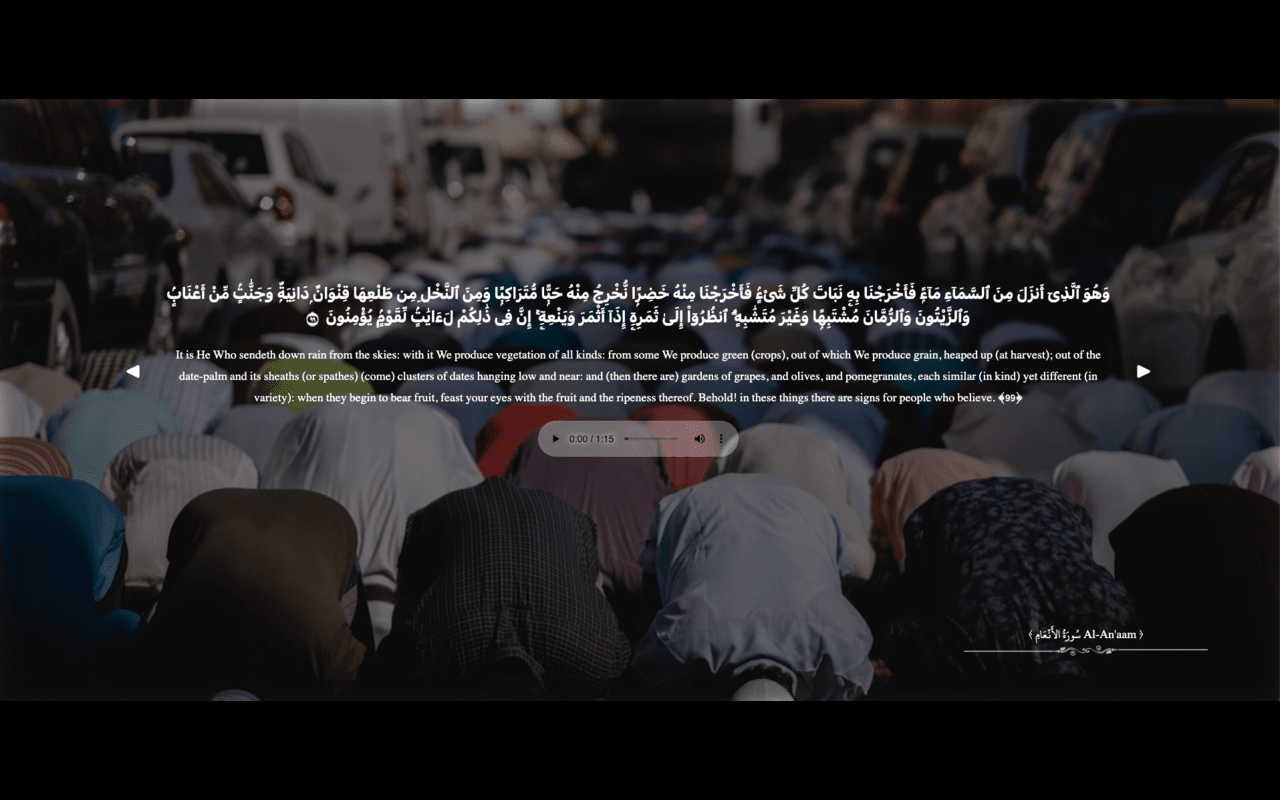 وَهُوَ ٱلَّذِىٓ أَنزَلَ مِنَ ٱلسَّمَآءِ مَآءً فَأَخْرَجْنَا بِهِۦ نَبَاتَ كُلِّ شَىْءٍ فَأَخْرَجْنَا مِنْهُ خَضِرًا نُّخْرِجُ مِنْهُ حَبًّا مُّتَرَاكِبًا وَمِنَ ٱلنَّخْلِ مِن طَلْعِهَا قِنْوَانٌ دَانِيَةٌ وَجَنَّٰتٍ مِّنْ أَعْنَابٍ
وَٱلزَّيْتُونَ وَٱلرُّمَّانَ مُشْتَبِهًا وَغَيْرَ مُتَشَٰبِهٍ ۗ ٱنظُرُوٓا۟ إِلَىٰ ثَمَرِهِۦٓ إِذَآ أَثْمَرَ وَيَنْعِهِۦٓ ۚ إِنَّ فِى ذَٰلِكُمْ لَءَايَٰتٍ لِّقَوْمٍ يُؤْمِنُونَ ۝٩٩
It is He Who sendeth down rain from the skies: with it We produce vegetation of all kinds: from some We produce green (crops), out of which We produce grain, heaped up (at harvest); out of the
date-palm and its sheaths (or spathes) (come) clusters of dates hanging low and near: and (then there are) gardens of grapes, and olives, and pomegranates, each similar (in kind) yet different (in
variety): when they begin to bear fruit, feast your eyes with the fruit and the ripeness thereof. Behold! in these things there are signs for people who believe. ﴾99﴿
0:00 / 1:15
﴾ سُورَةُ الأَنْعَامِ Al-An'aam ﴿